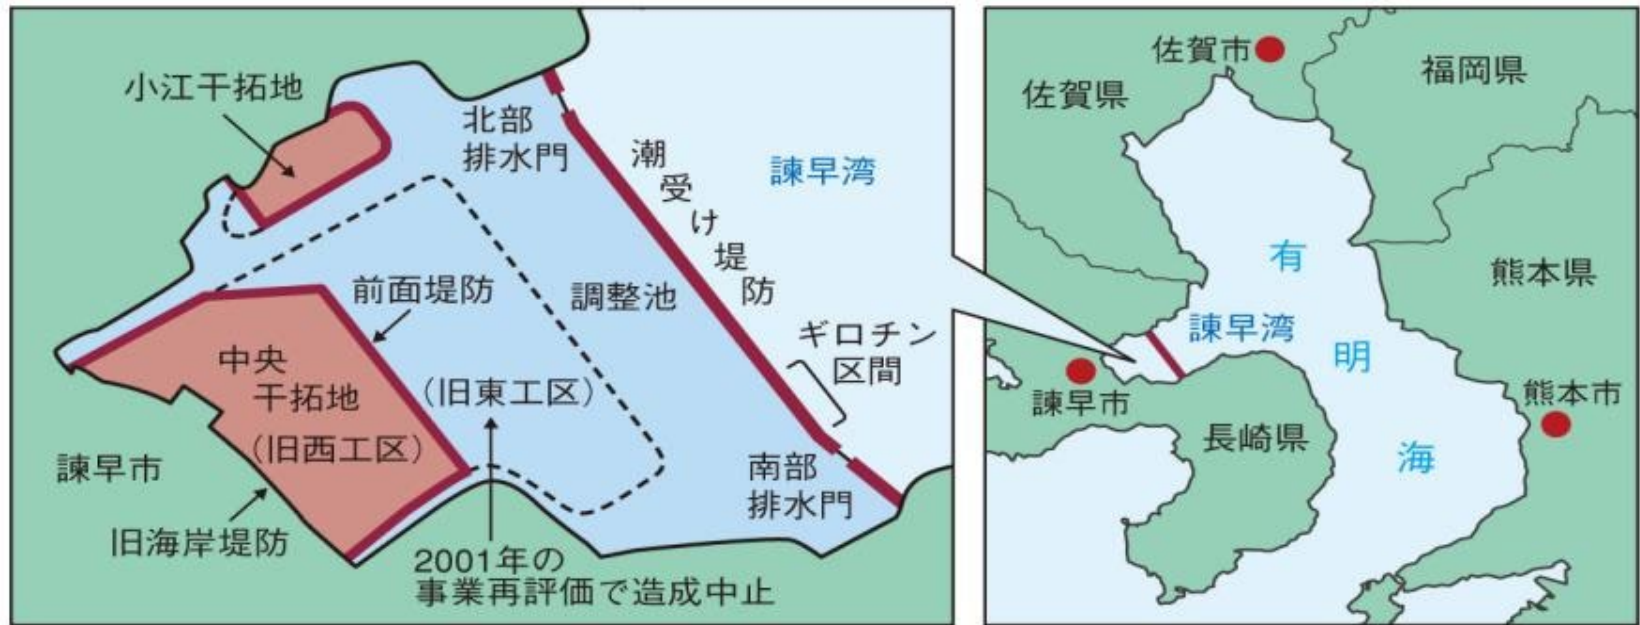 小江干拓地
北部
排水門
潮受け堤防
諫早湾
前面堤防
調整池
ギロチン
区間
中央
干拓地
(旧西工区)
(旧東工区)
諫早市
南部
排水門
旧海岸堤防
2001年の
事業再評価で造成中止
佐賀市
佐賀県
福岡県
有明海
熊本県
諫早湾
諫早市
熊本市
長崎県